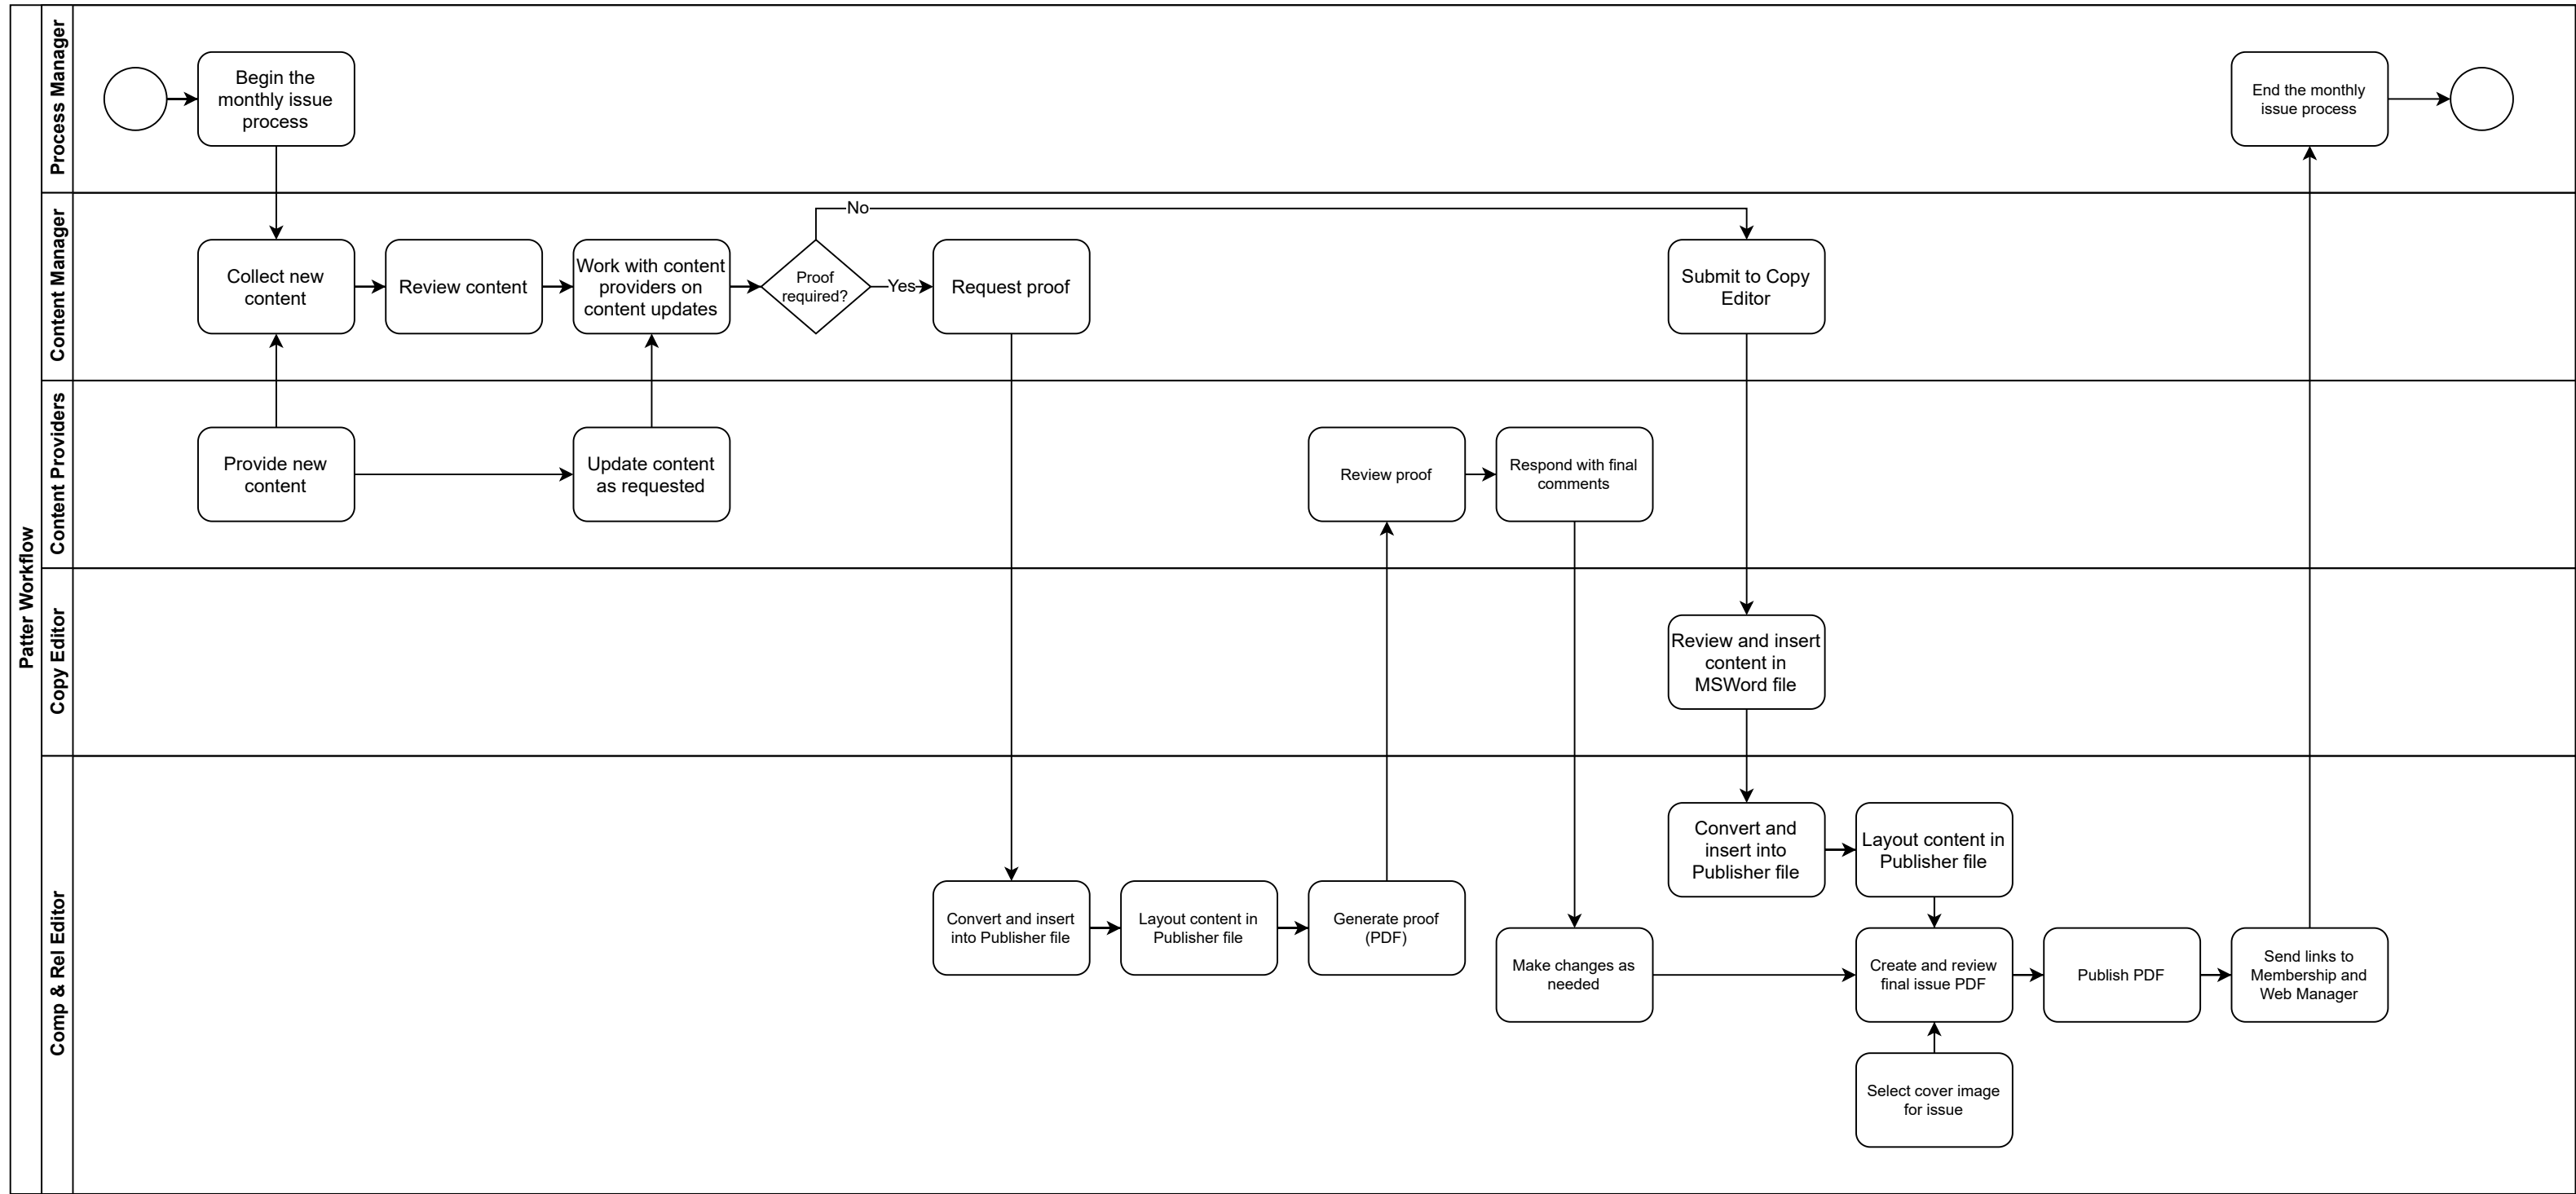 Patter Workflow
Process Manager
Begin the
monthly issue
process
End the monthly
issue process
Content Manager
No
Collect new
content
Review content
Work with content
providers on
content updates
Proof
required?
Yes
Request proof
Submit to Copy
Editor
Content Providers
Provide new
content
Update content
as requested
Review proof
Respond with final
comments
Copy Editor
Review and insert
content in
MSWord file
Comp & Rel Editor
Convert and insert
into Publisher file
Layout content in
Publisher file
Generate proof
(PDF)
Make changes as
needed
Convert and
insert into
Publisher file
Layout content in
Publisher file
Create and review
final issue PDF
Publish PDF
Send links to
Membership and
Web Manager
Select cover image
for issue